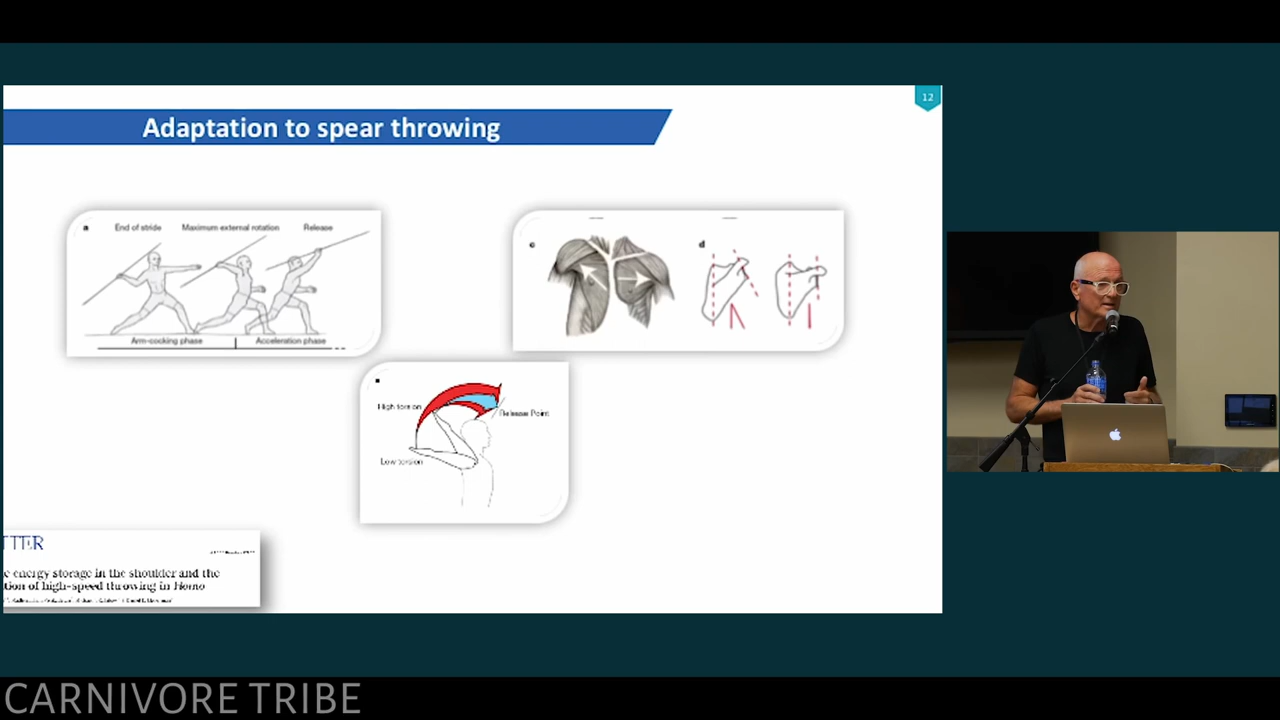 12
Adaptation to spear throwing
a
End of stride
Maximum external rotation
Release
Arm-cocking phase
Acceleration phase
c
d
High torsion
Release Point
Low torsion
TTER
e energy storage in the shoulder and the
tion of high-speed throwing in Homo
CARNIVORE TRIBE